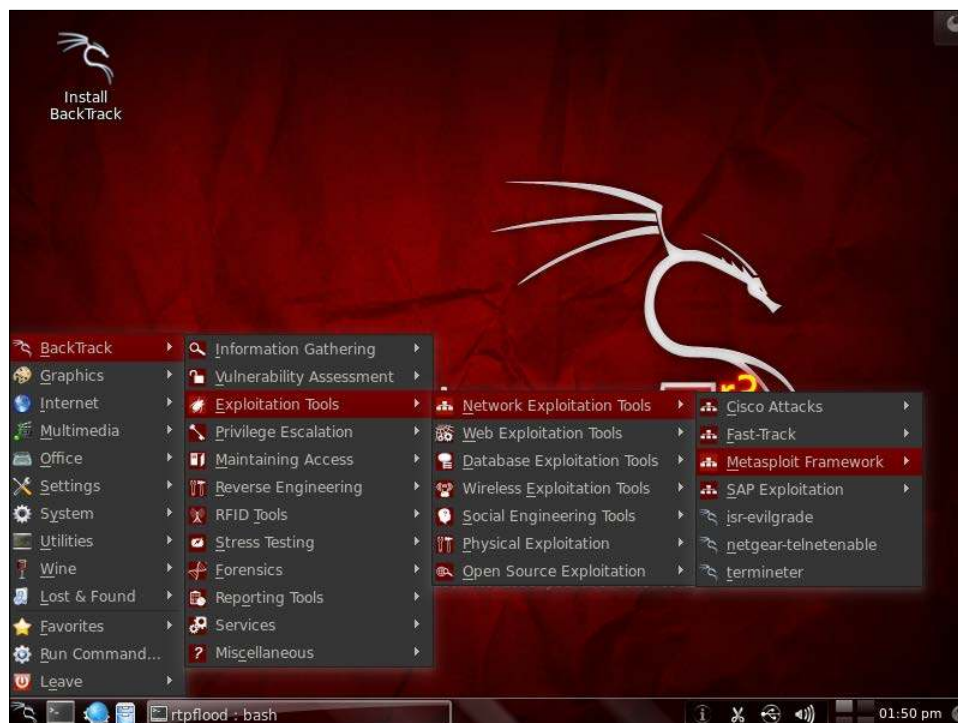 Install
BackTrack
r3
BackTrack
Graphics
Internet
Multimedia
Office
Settings
System
Utilities
Wine
Lost & Found
Favorites
Run Command...
Leave
Information Gathering
Vulnerability Assessment
Exploitation Tools
Privilege Escalation
Maintaining Access
Reverse Engineering
RFID Tools
Stress Testing
Forensics
Reporting Tools
Services
Miscellaneous
Network Exploitation Tools
Web Exploitation Tools
Database Exploitation Tools
Wireless Exploitation Tools
Social Engineering Tools
Physical Exploitation
Open Source Exploitation
Cisco Attacks
Fast-Track
Metasploit Framework
SAP Exploitation
isr-evilgrade
netgear-telnetenable
termineter
rtpflood : bash
01:50 pm